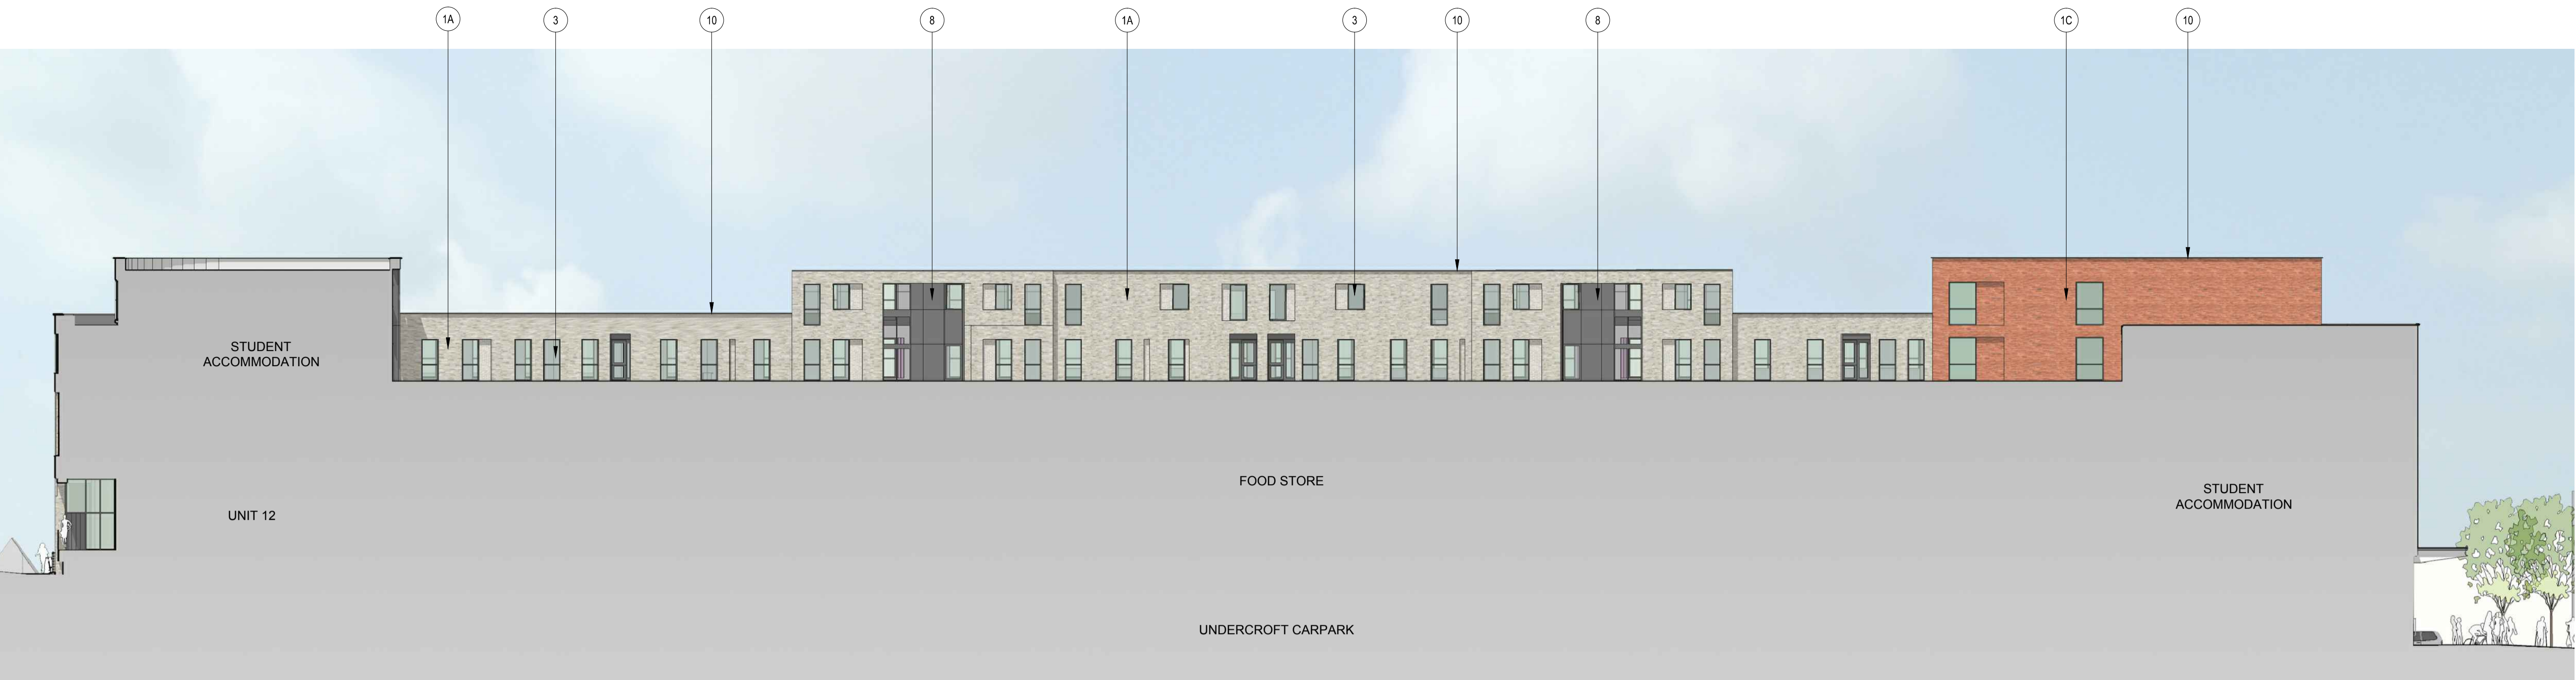 1A
3
10
8
1A
3
10
8
1C
10
STUDENT
ACCOMMODATION
FOOD STORE
UNIT 12
STUDENT
ACCOMMODATION
UNDERCROFT CARPARK